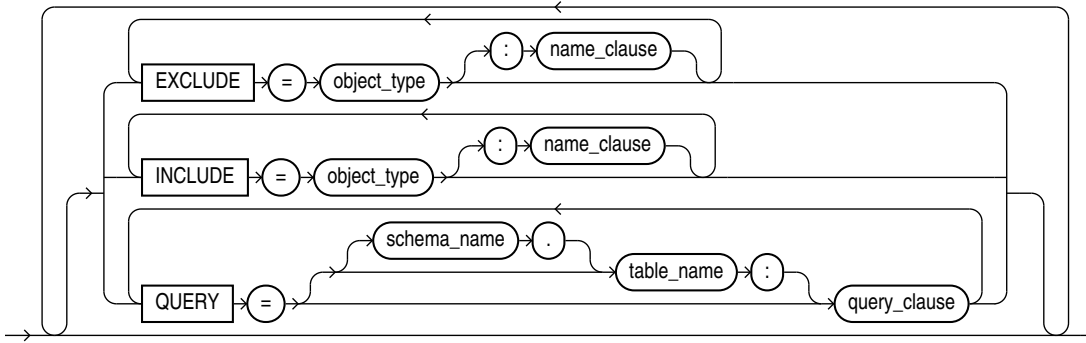 EXCLUDE = object_type : name_clause
INCLUDE = object_type : name_clause
QUERY = schema_name . table_name : query_clause